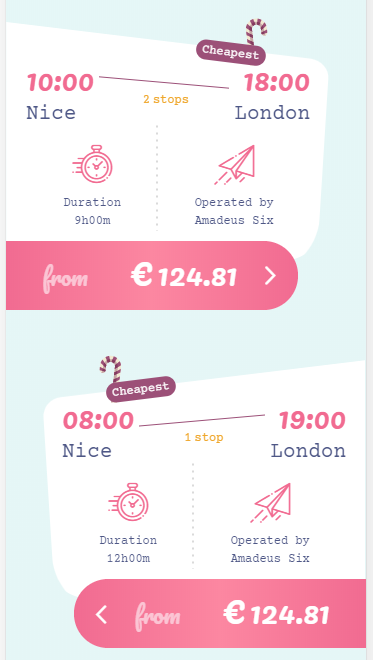 Cheapest
10:00 18:00
2 stops
Nice London
Duration Operated by
9h00m Amadeus Six
from € 124.81
Cheapest
08:00 19:00
1 stop
Nice London
Duration Operated by
12h00m Amadeus Six
from € 124.81